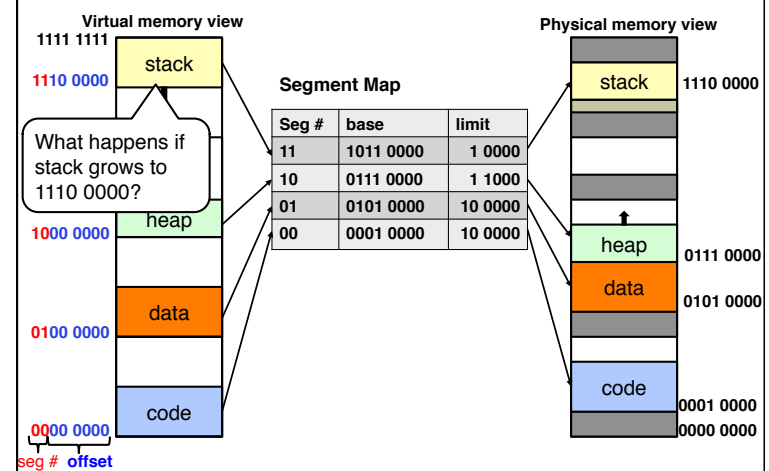 Virtual memory view
Physical memory view
1111 1111
stack
1110 0000
What happens if
stack grows to
1110 0000?
heap
1000 0000
data
0100 0000
code
0000 0000
seg # offset
Segment Map
Seg # base limit
11 1011 0000 1 0000
10 0111 0000 1 1000
01 0101 0000 10 0000
00 0001 0000 10 0000
stack
1110 0000
heap
0111 0000
data
0101 0000
code
0001 0000
0000 0000